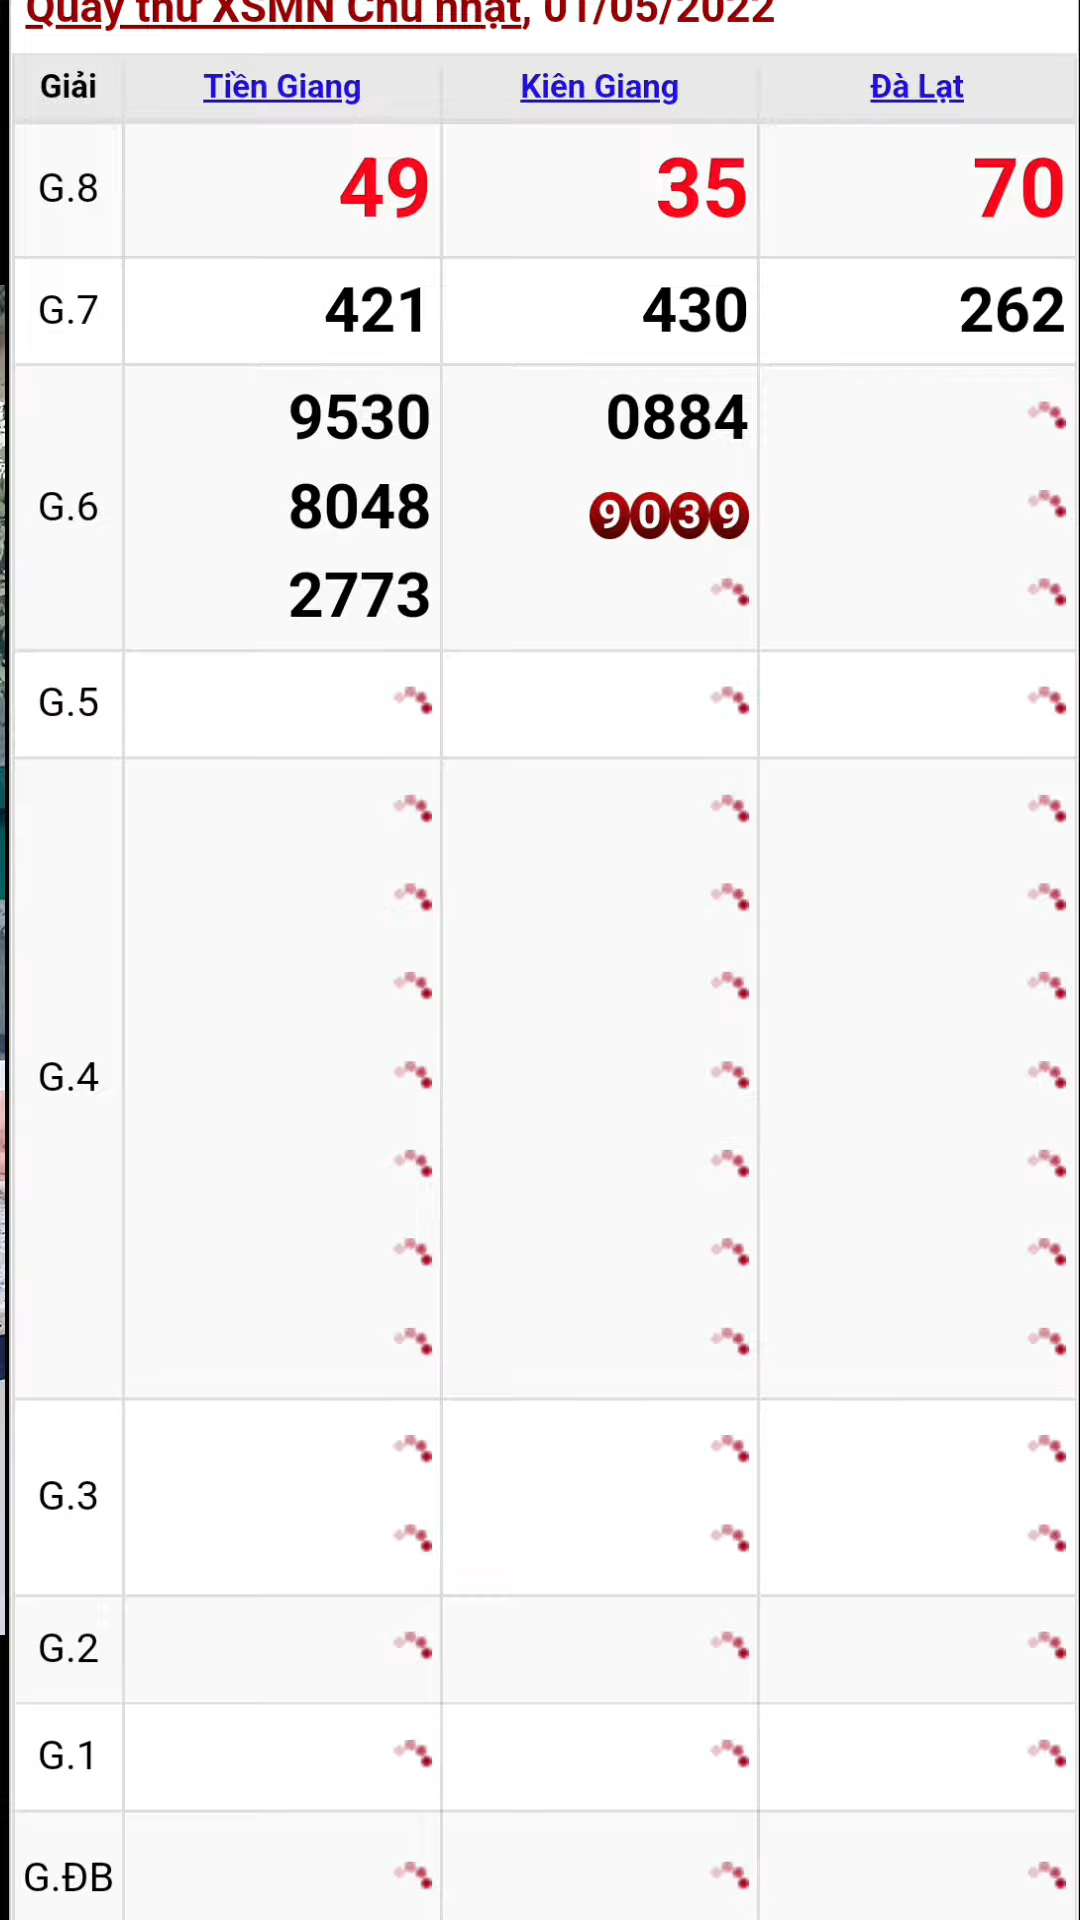 Quay thử XSMN Chủ nhật, 01/05/2022
Giải Tiền Giang Kiên Giang Đà Lạt
G.8 49 35 70
G.7 421 430 262
9530 0884
G.6 8048 9039
2773
G.5
G.4
G.3
G.2
G.1
G.ĐB